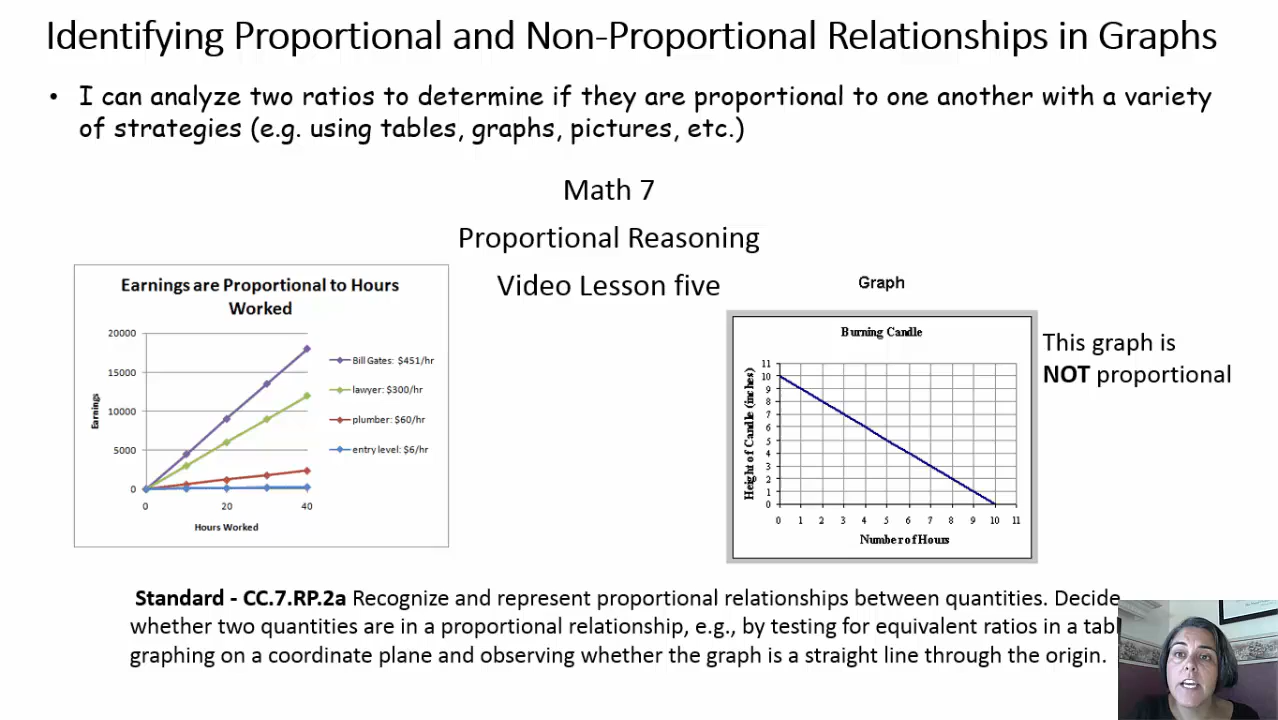 Identifying Proportional and Non-Proportional Relationships in Graphs
• I can analyze two ratios to determine if they are proportional to one another with a variety
of strategies (e.g. using tables, graphs, pictures, etc.)
Math 7
Proportional Reasoning
Video Lesson five
Earnings are Proportional to Hours
Worked
20000
15000
10000
5000
0
Earnings
0 20 40
Hours Worked
Bill Gates: $451/hr
lawyer: $300/hr
plumber: $60/hr
entry level: $6/hr
Graph
Burning Candle
11
10
9
8
7
6
5
4
3
2
1
0
Height of Candle (inches)
0 1 2 3 4 5 6 7 8 9 10 11
Number of Hours
This graph is
NOT proportional
Standard - CC.7.RP.2a Recognize and represent proportional relationships between quantities. Decide
whether two quantities are in a proportional relationship, e.g., by testing for equivalent ratios in a tabl
graphing on a coordinate plane and observing whether the graph is a straight line through the origin.